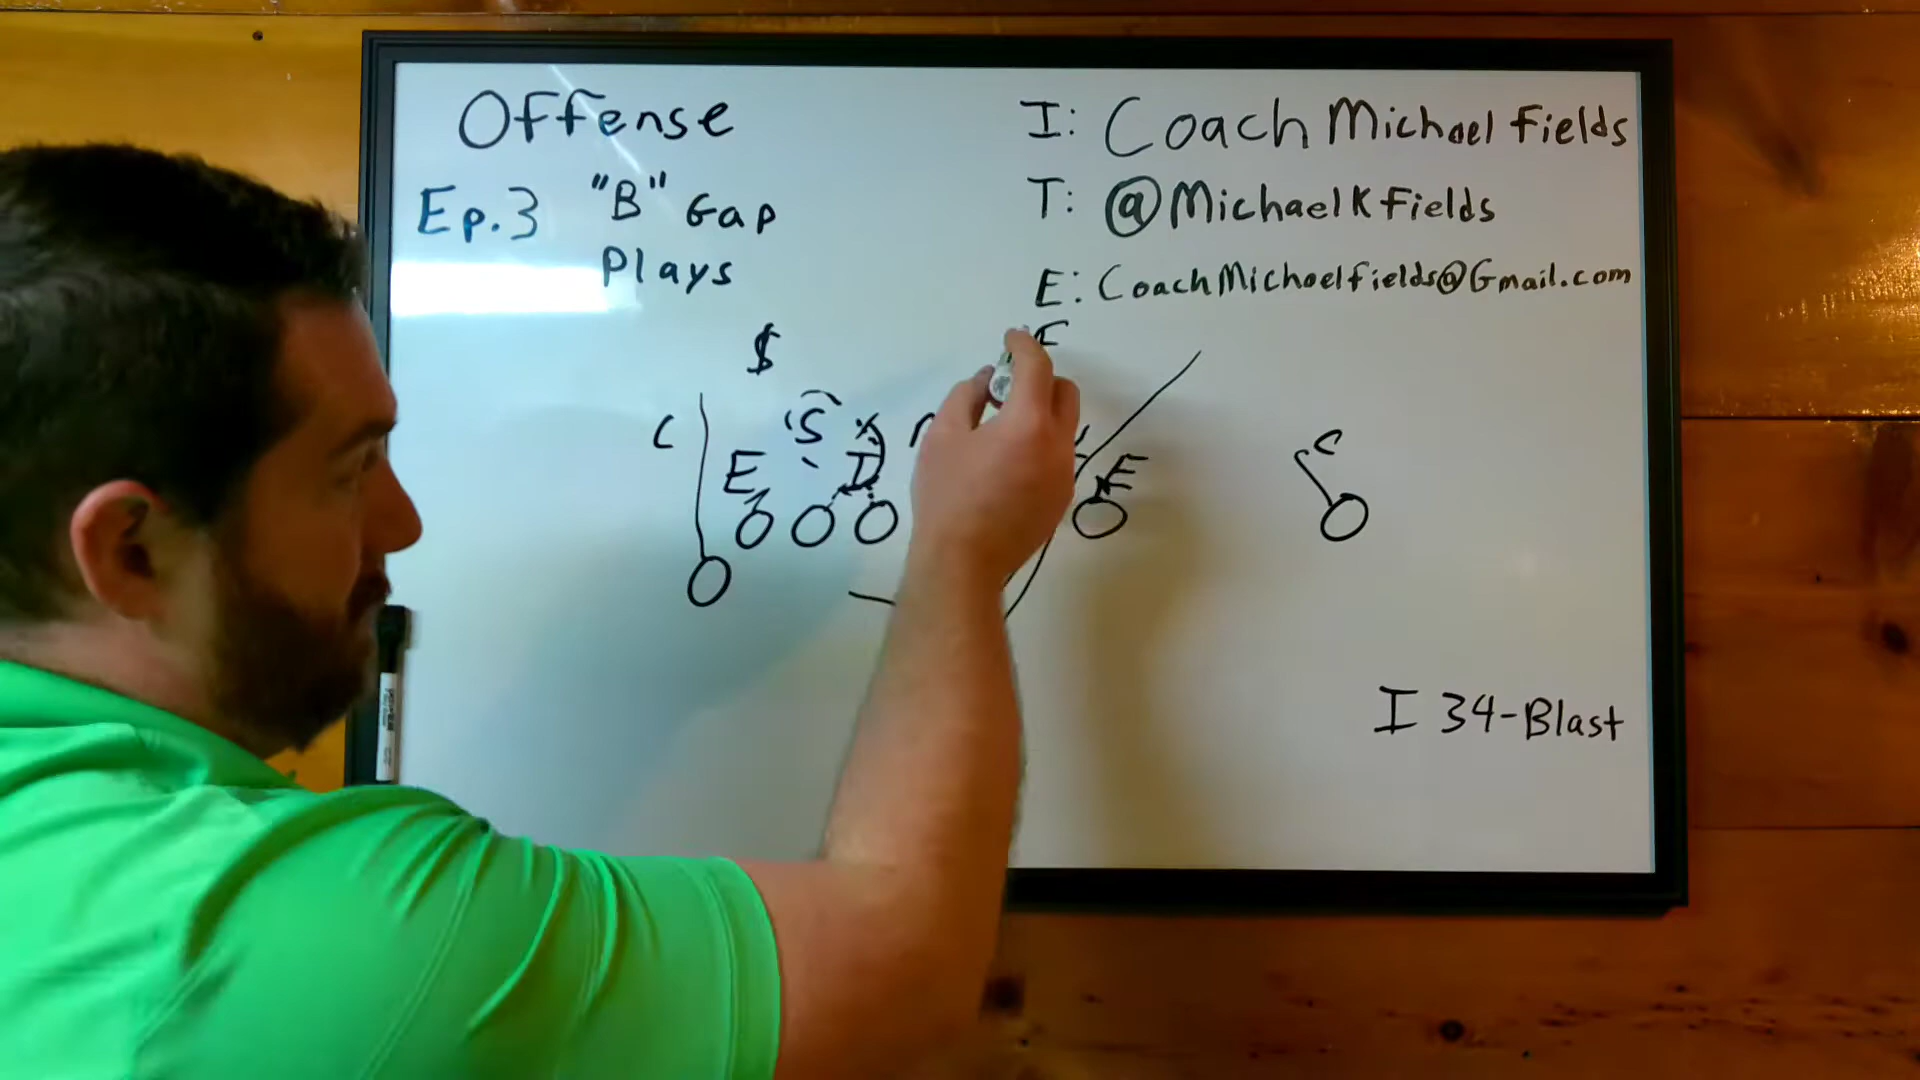 Offense
Ep.3 "B" Gap
Plays
I: Coach Michael Fields
T: @MichaelKFields
E: CoachMichaelfields@Gmail.com
$
C
S
E
D
E
C
I 34-Blast